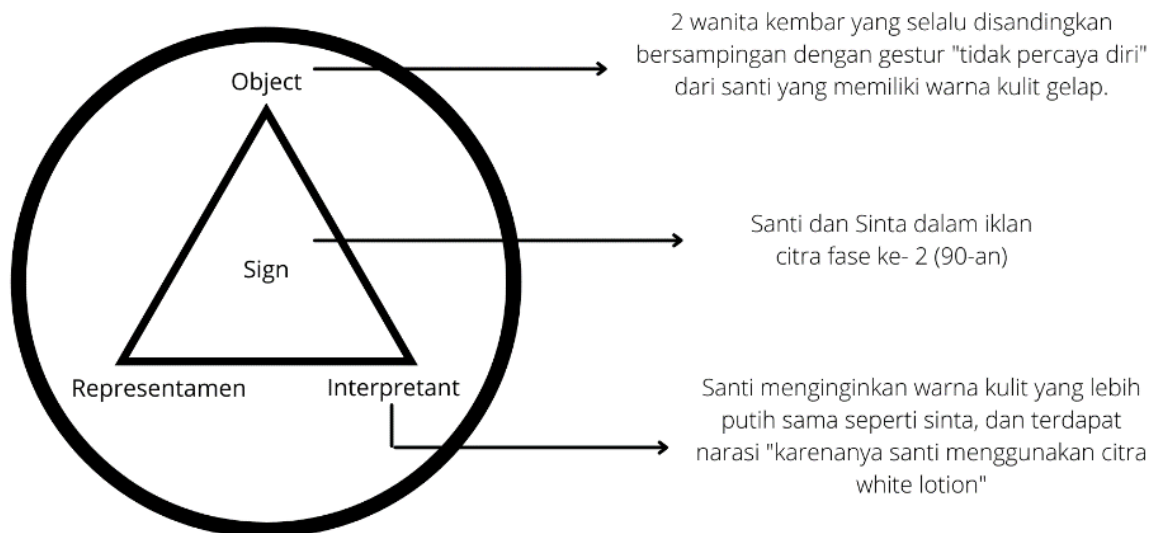 2 wanita kembar yang selalu disandingkan
bersampingan dengan gestur "tidak percaya diri"
dari santi yang memiliki warna kulit gelap.
Object
Santi dan Sinta dalam iklan
citra fase ke- 2 (90-an)
Sign
Representamen
Interpretant
Santi menginginkan warna kulit yang lebih
putih sama seperti sinta, dan terdapat
narasi "karenanya santi menggunakan citra
white lotion"